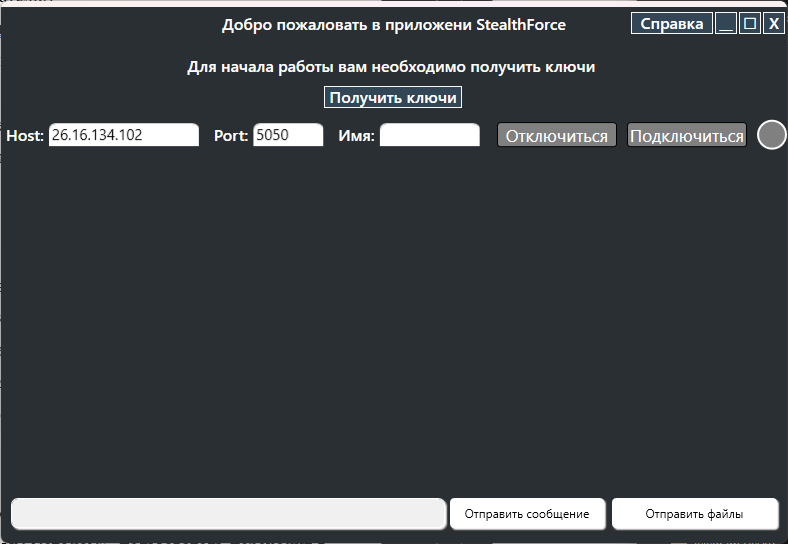 Добро пожаловать в приложени StealthForce
Справка __ ☐ X
Для начала работы вам необходимо получить ключи
Получить ключи
Host: 26.16.134.102 Port: 5050 Имя: Отключиться Подключиться
Отправить сообщение Отправить файлы